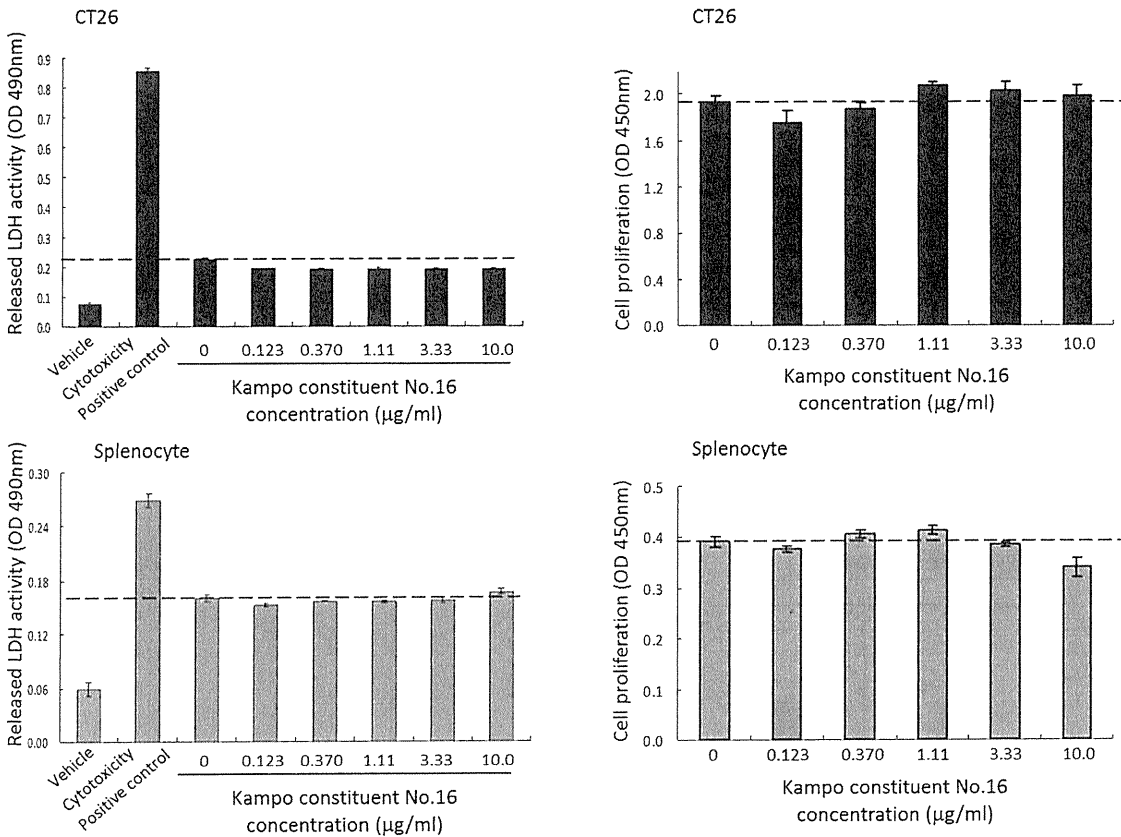 CT26
Released LDH activity (OD 490nm)
0.9
0.8
0.7
0.6
0.5
0.4
0.3
0.2
0.1
0.0
Vehicle
Cytotoxicity
Positive control
0 0.123 0.370 1.11 3.33 10.0
Kampo constituent No.16
concentration (μg/ml)
CT26
Cell proliferation (OD 450nm)
2.0
1.6
1.2
0.8
0.4
0.0
0 0.123 0.370 1.11 3.33 10.0
Kampo constituent No.16
concentration (μg/ml)
Splenocyte
Released LDH activity (OD 490nm)
0.30
0.24
0.18
0.12
0.06
0.00
Vehicle
Cytotoxicity
Positive control
0 0.123 0.370 1.11 3.33 10.0
Kampo constituent No.16
concentration (μg/ml)
Splenocyte
Cell proliferation (OD 450nm)
0.5
0.4
0.3
0.2
0.1
0.0
0 0.123 0.370 1.11 3.33 10.0
Kampo constituent No.16
concentration (μg/ml)